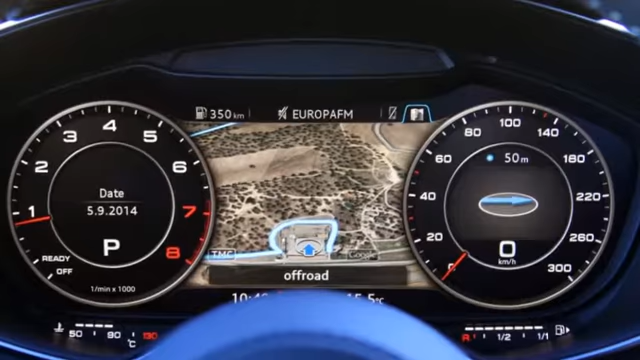 350 km EUROPAFM
1 2 3 4 5 6 7 8
READY
OFF
1/min x 1000
Date
5.9.2014
P
TMC
Google
offroad
15.5°C
20 40 60 80 100 140 180 220 260 300
50 m
0
km/h
50 90 130
°C
R 1/2 1/1